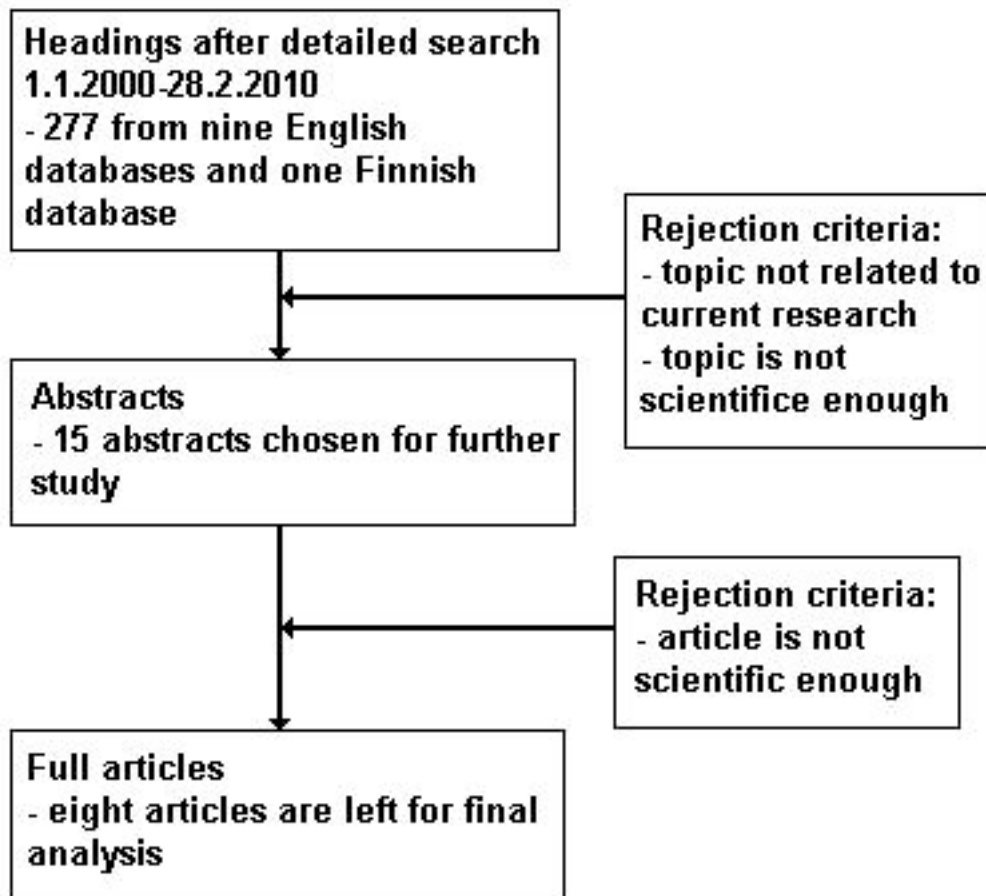 Headings after detailed search
1.1.2000-28.2.2010
- 277 from nine English
databases and one Finnish
database
Rejection criteria:
- topic not related to
current research
- topic is not
scientifice enough
Abstracts
- 15 abstracts chosen for further
study
Rejection criteria:
- article is not
scientific enough
Full articles
- eight articles are left for final
analysis